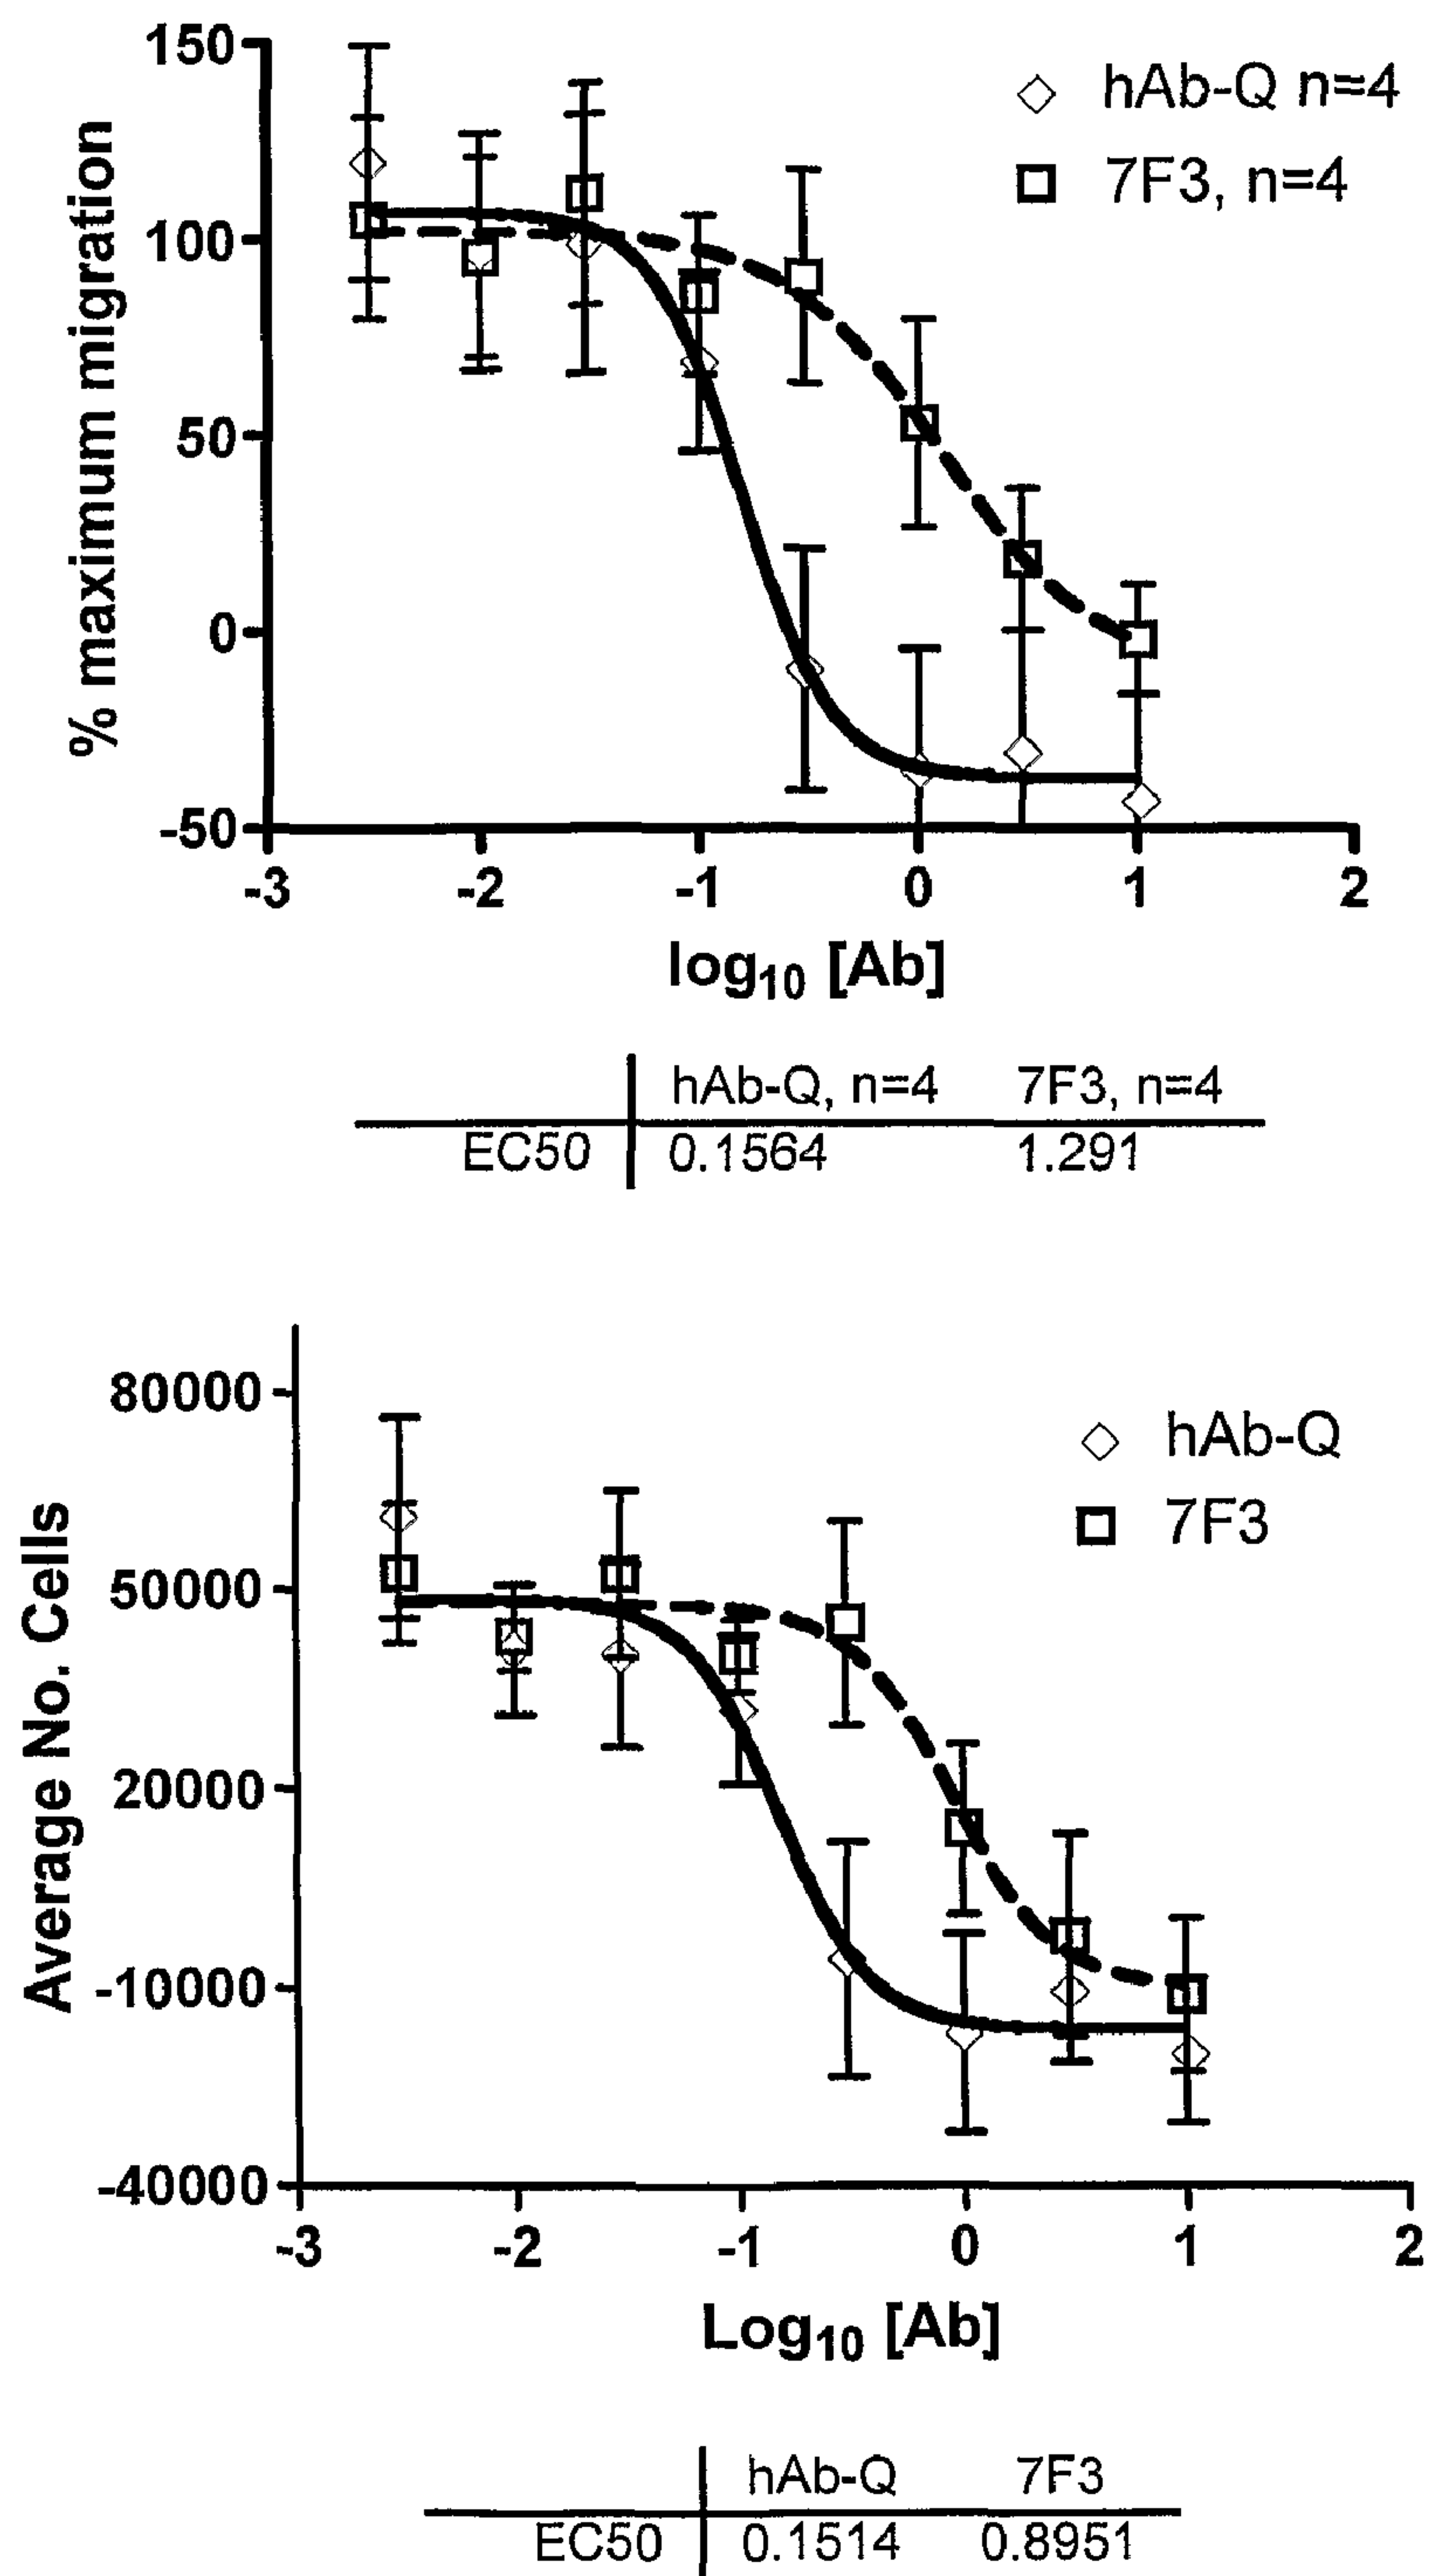 150
100
50
0
-50
% maximum migration
hAb-Q n=4
7F3, n=4
-3 -2 -1 0 1 2
log₁₀ [Ab]
hAb-Q, n=4 7F3, n=4
EC50 0.1564 1.291
80000
50000
20000
-10000
-40000
Average No. Cells
hAb-Q
7F3
-3 -2 -1 0 1 2
Log₁₀ [Ab]
hAb-Q 7F3
EC50 0.1514 0.8951